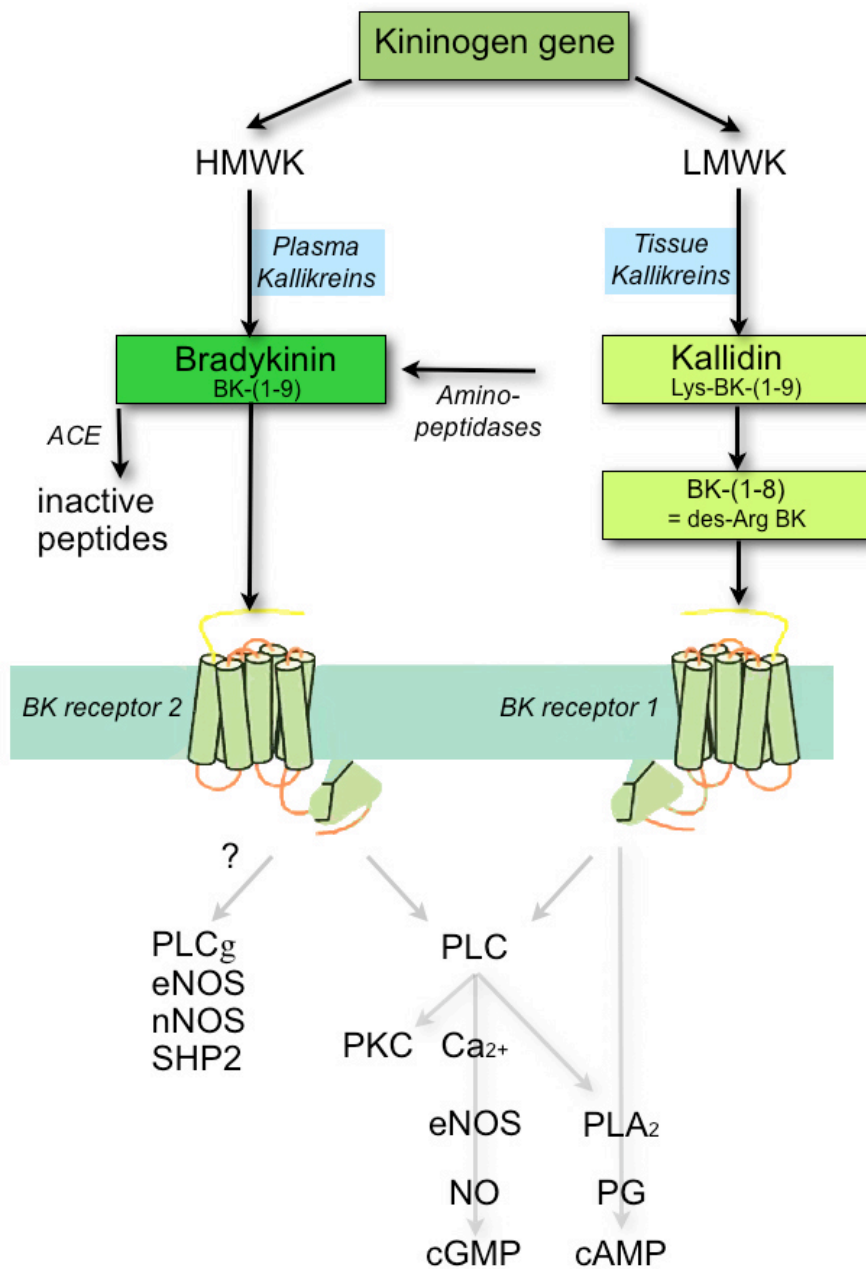 Kininogen gene
HMWK
LMWK
Plasma
Kallikreins
Tissue
Kallikreins
Bradykinin
BK-(1-9)
Amino-
peptidases
Kallidin
Lys-BK-(1-9)
ACE
inactive
peptides
BK-(1-8)
= des-Arg BK
BK receptor 2
BK receptor 1
?
PLCg
eNOS
nNOS
SHP2
PLC
PKC
Ca2+
eNOS
PLA2
NO
PG
cGMP
cAMP